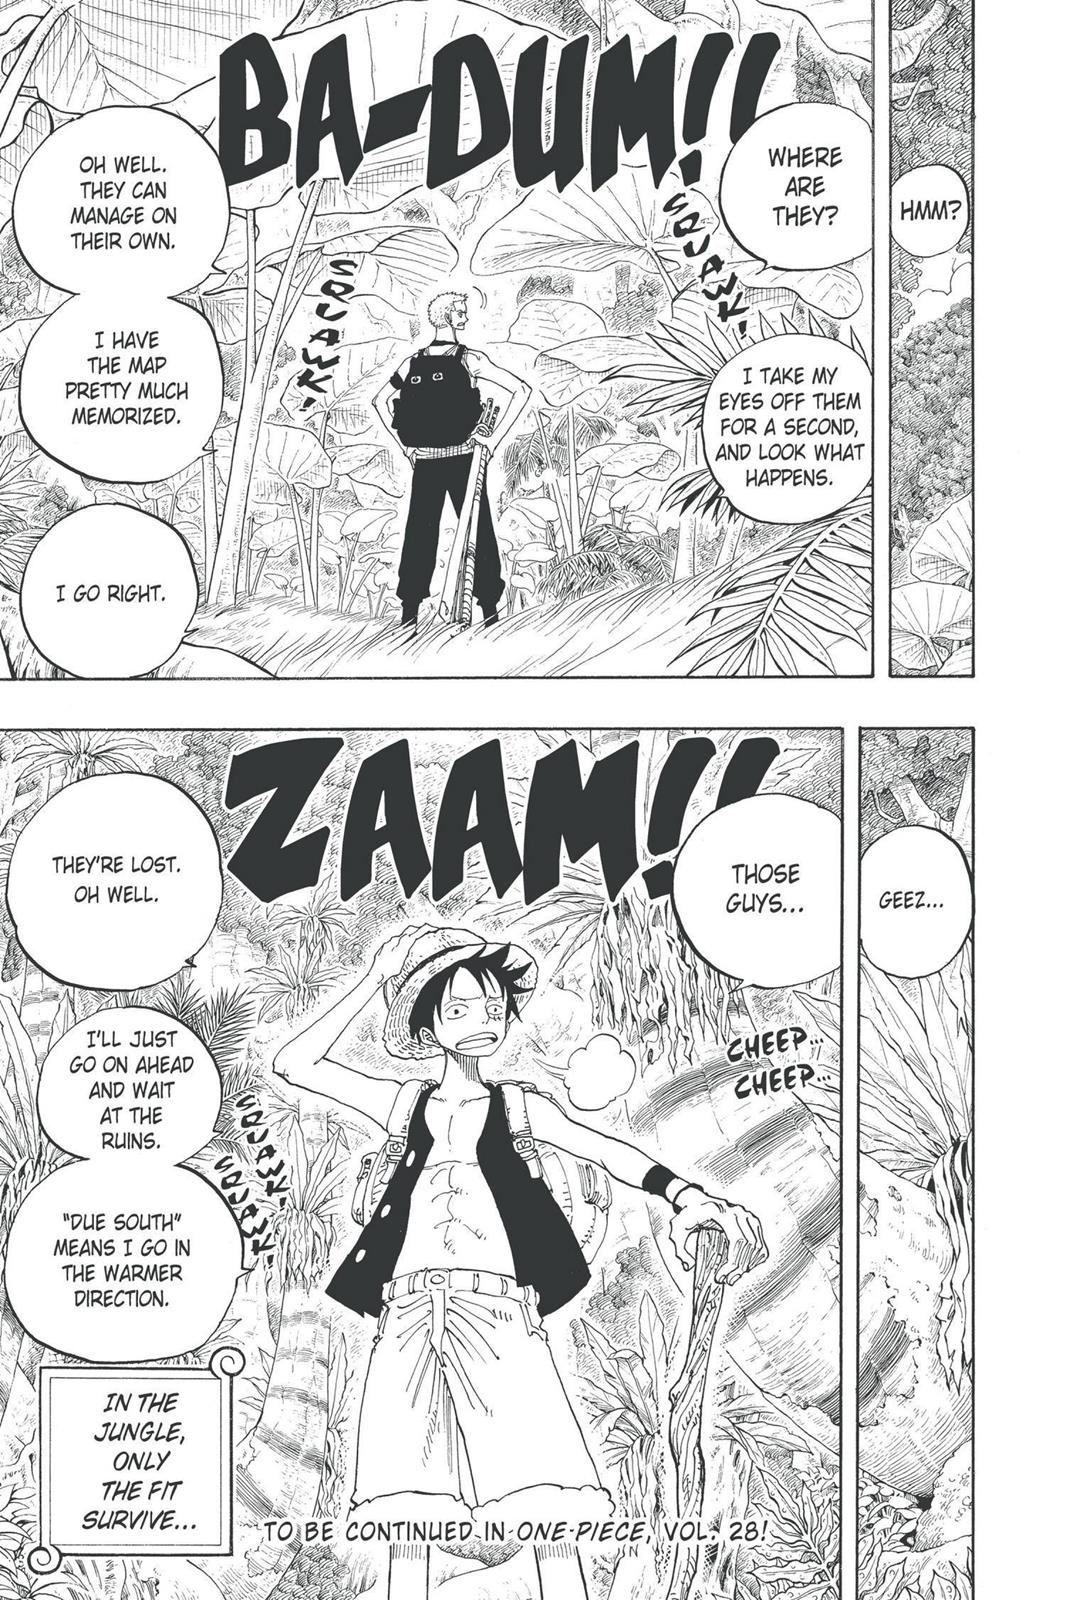 HMM?
WHERE
ARE
THEY?
BA-DUM!!
SQUAWK!
I TAKE MY
EYES OFF THEM
FOR A SECOND,
AND LOOK WHAT
HAPPENS.
SQUAWK!
OH WELL.
THEY CAN
MANAGE ON
THEIR OWN.
I HAVE
THE MAP
PRETTY MUCH
MEMORIZED.
I GO RIGHT.
GEEZ...
THOSE
GUYS...
ZAAM!!
CHEEP...
CHEEP...
THEY'RE LOST.
OH WELL.
I'LL JUST
GO ON AHEAD
AND WAIT
AT THE
RUINS.
SQUAWK!
SQUAWK!
"DUE SOUTH"
MEANS I GO IN
THE WARMER
DIRECTION.
IN THE
JUNGLE,
ONLY
THE FIT
SURVIVE...
TO BE CONTINUED IN ONE PIECE, VOL. 28!